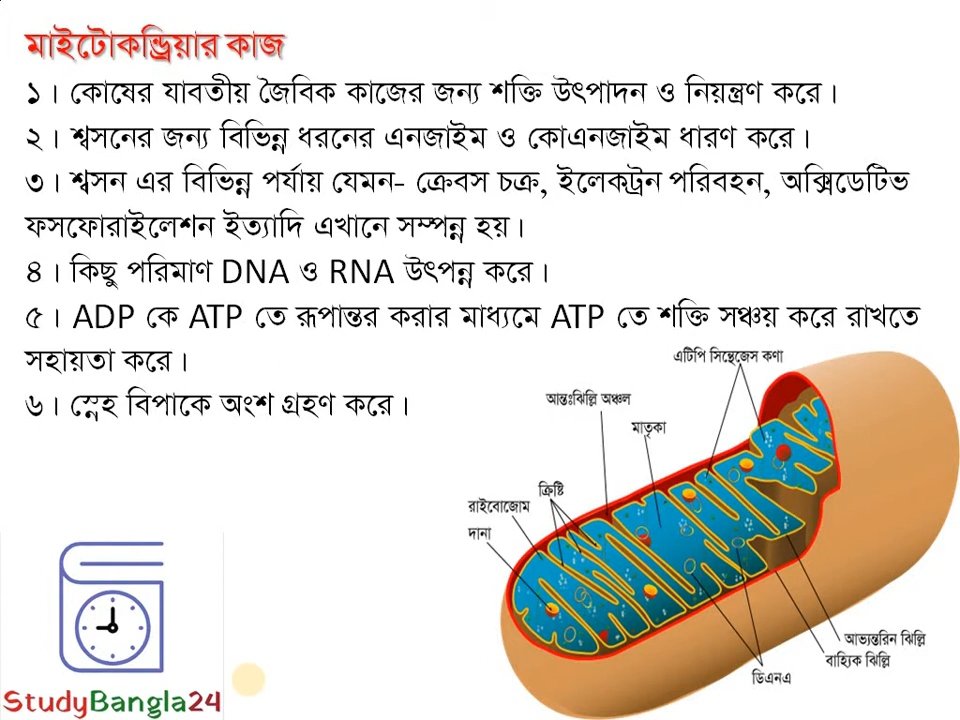 মাইটোকন্ড্রিয়ার কাজ
১। কোষের যাবতীয় জৈবিক কাজের জন্য শক্তি উৎপাদন ও নিয়ন্ত্রণ করে।
২। শ্বসনের জন্য বিভিন্ন ধরনের এনজাইম ও কোএনজাইম ধারণ করে।
৩। শ্বসন এর বিভিন্ন পর্যায় যেমন- ক্রেবস চক্র, ইলেকট্রন পরিবহন, অক্সিডেটিভ
ফসফোরাইলেশন ইত্যাদি এখানে সম্পন্ন হয়।
৪। কিছু পরিমাণ DNA ও RNA উৎপন্ন করে।
৫। ADP কে ATP তে রূপান্তর করার মাধ্যমে ATP তে শক্তি সঞ্চয় করে রাখতে
সহায়তা করে।
৬। স্নেহ বিপাকে অংশ গ্রহণ করে।
এটিপি সিন্থেজেস কণা
আন্তঃঝিল্লি অঞ্চল
মাতৃকা
ক্রিষ্টি
রাইবোজোম
দানা
আভ্যন্তরিন ঝিল্লি
বাহ্যিক ঝিল্লি
ডিএনএ
StudyBangla24